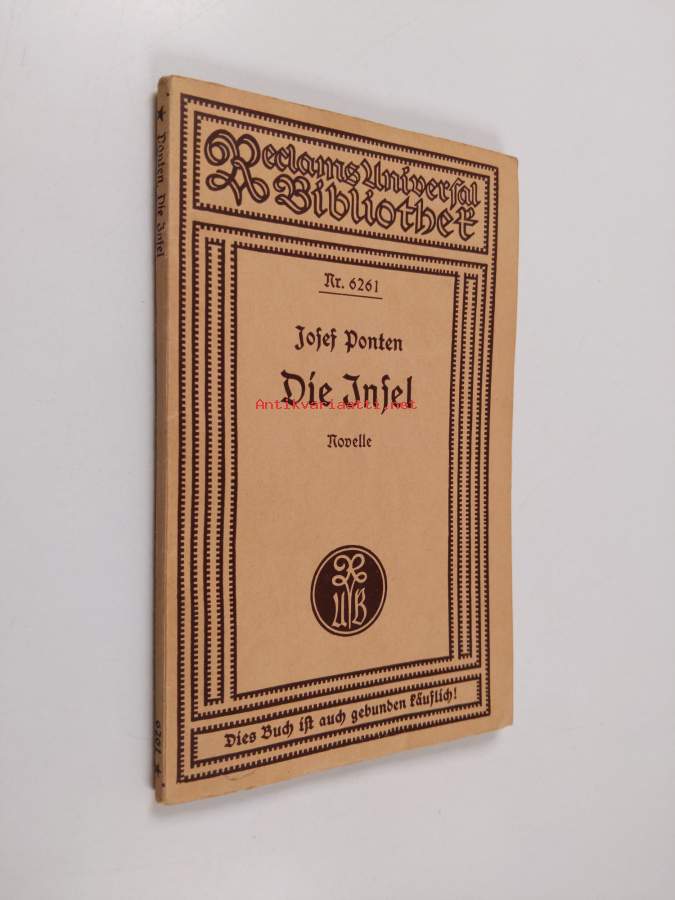 Reclams Universal
Bibliothek
Nr. 6261
Josef Ponten
Die Insel
Antikvariaatti.net
Novelle
RUB
Dies Buch ist auch gebunden käuflich!
* Ponten, Die Insel
6261 *